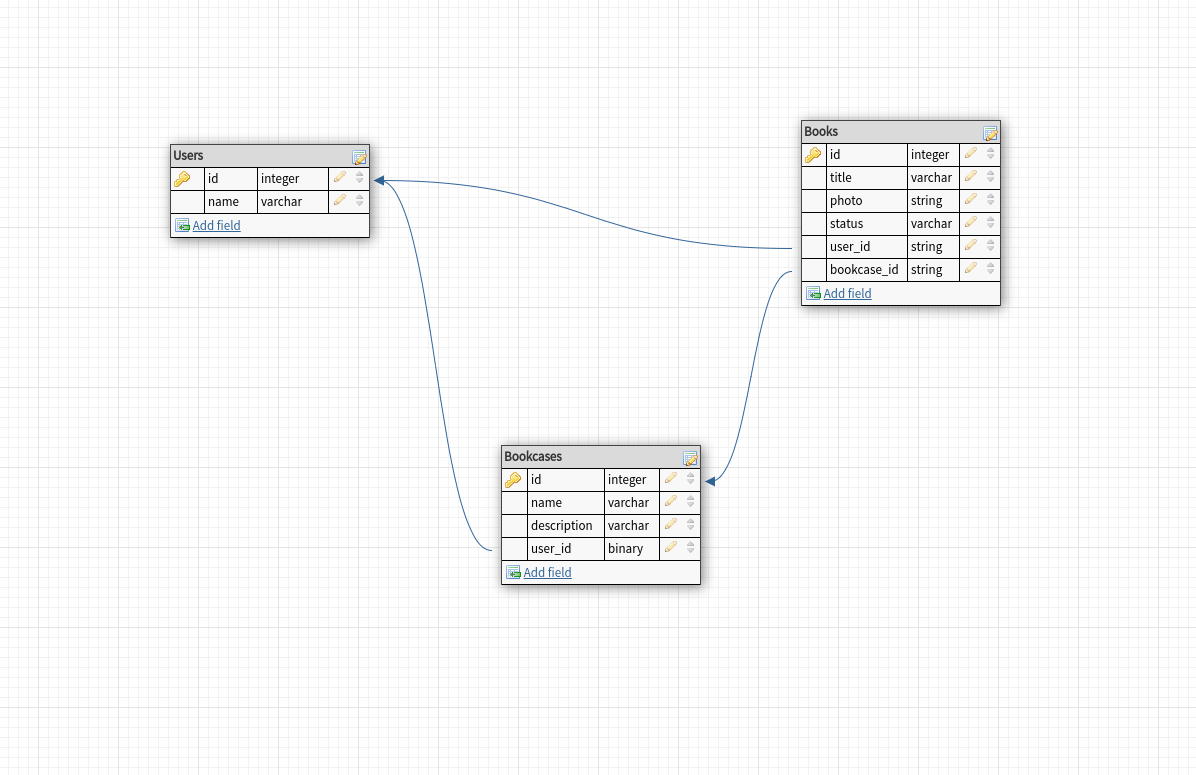 Users
id integer
name varchar
Add field
Books
id integer
title varchar
photo string
status varchar
user_id string
bookcase_id string
Add field
Bookcases
id integer
name varchar
description varchar
user_id binary
Add field